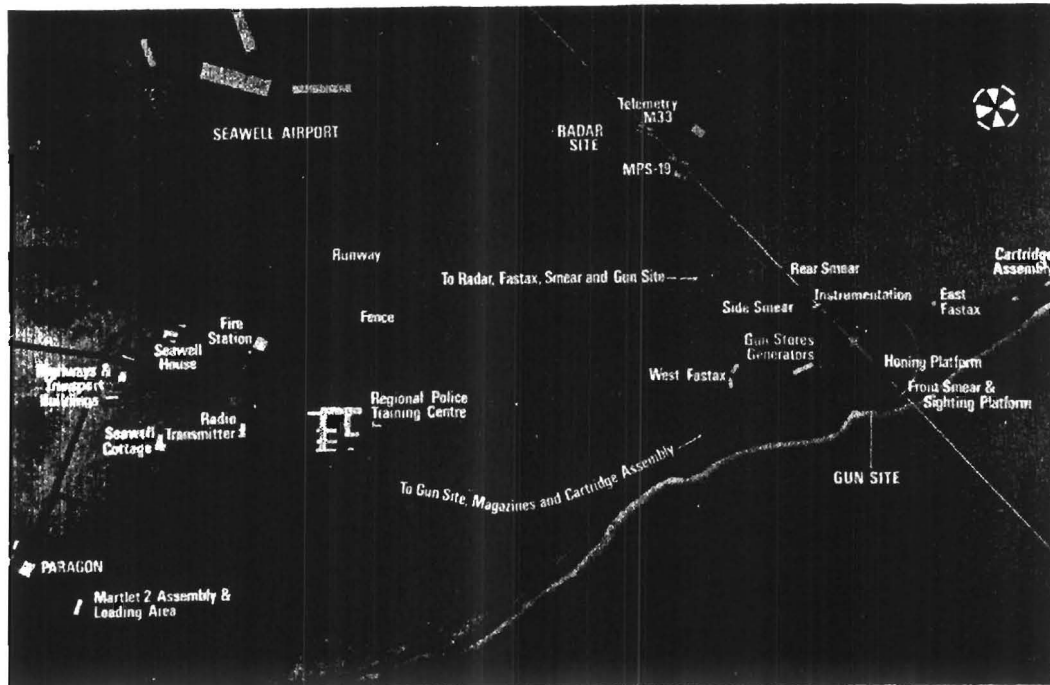 SEAWELL AIRPORT
Telemetry
M33
RADAR
SITE
MPS-19
Runway
To Radar, Fastax, Smear and Gun Site
Rear Smear
Cartridge
Assembly
Instrumentation
Side Smear
East
Fastax
Fence
Fire
Station
Seawell
House
Gun Stores
Generators
Honing Platform
Highways &
Transport
Buildings
West Fastax
Front Smear &
Sighting Platform
Regional Police
Training Centre
Radio
Transmitter
Seawell
Cottage
To Gun Site, Magazines and Cartridge Assembly
GUN SITE
PARAGON
Martlet 2 Assembly &
Loading Area